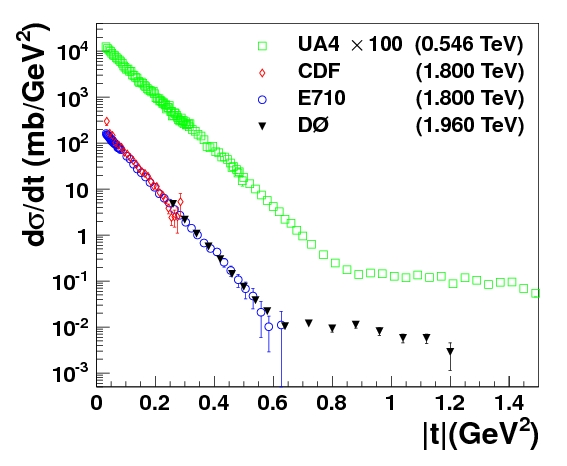 dσ/dt (mb/GeV²)
10⁴
10³
10²
10
1
10⁻¹
10⁻²
10⁻³
UA4 ×100 (0.546 TeV)
CDF (1.800 TeV)
E710 (1.800 TeV)
DØ (1.960 TeV)
0 0.2 0.4 0.6 0.8 1 1.2 1.4
|t|(GeV²)